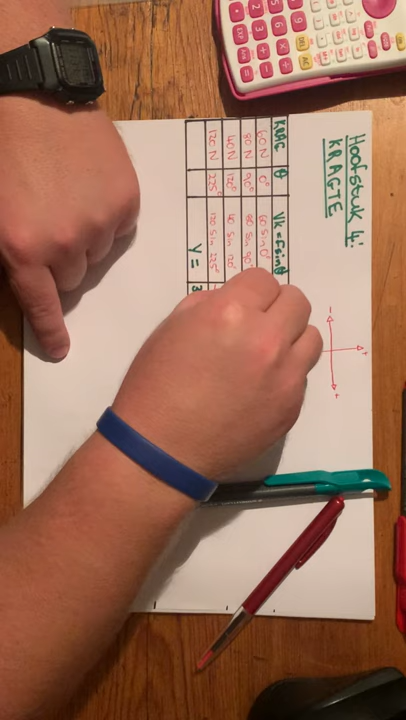 Hoofstuk 4:
KRAGTE
KRAG θ Vk = F sin θ
60 N 0° 60 Sin 0°
80 N 90° 80 Sin 90°
40 N 120° 40 Sin 120°
120 N 225° 120 Sin 225°
Y =